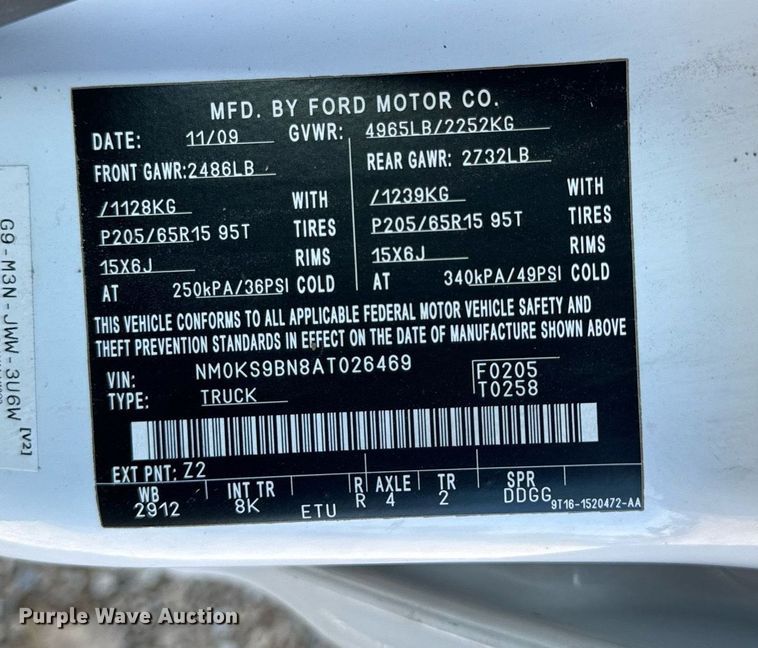 MFD. BY FORD MOTOR CO.
DATE: 11/09 GVWR: 4965LB/2252KG
FRONT GAWR:2486LB REAR GAWR: 2732LB
/1128KG WITH /1239KG WITH
P205/65R15 95T TIRES P205/65R15 95T TIRES
15X6J RIMS 15X6J RIMS
AT 250kPA/36PSI COLD AT 340kPA/49PSI COLD
THIS VEHICLE CONFORMS TO ALL APPLICABLE FEDERAL MOTOR VEHICLE SAFETY AND
THEFT PREVENTION STANDARDS IN EFFECT ON THE DATE OF MANUFACTURE SHOWN ABOVE
VIN: NM0KS9BN8AT026469 F0205
TYPE: TRUCK T0258
EXT PNT: Z2
WB INT TR R AXLE TR SPR
2912 8K ETU R 4 2 DDGG
9T16-1520472-AA
G9-M3N-JWW-3U6W [V2]
Purple Wave Auction